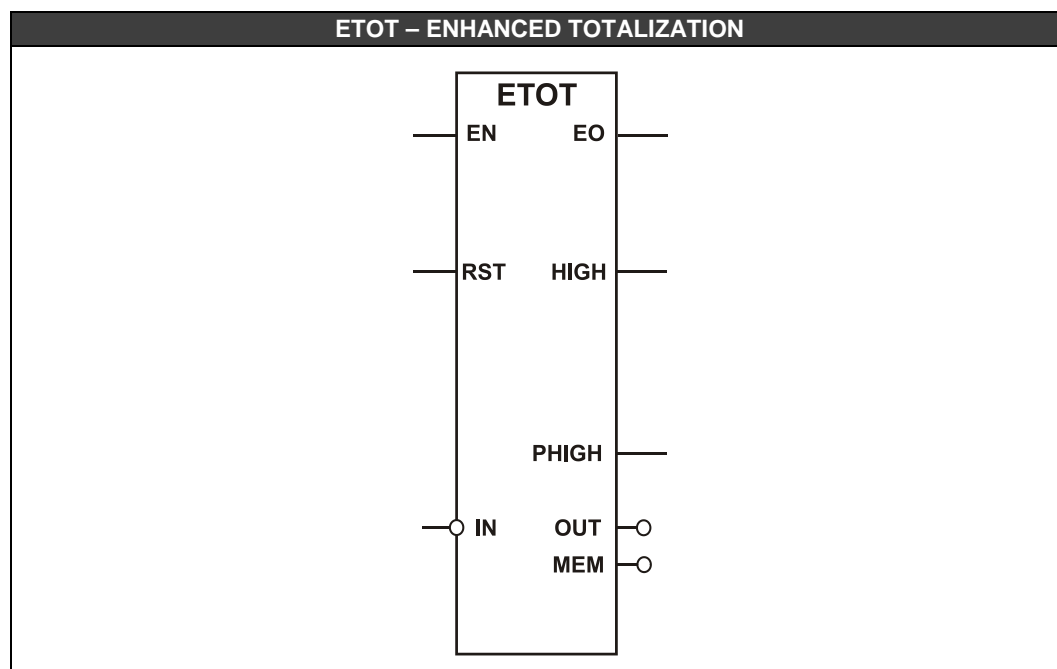 ETOT – ENHANCED TOTALIZATION
ETOT
EN EO
RST HIGH
PHIGH
IN OUT
MEM